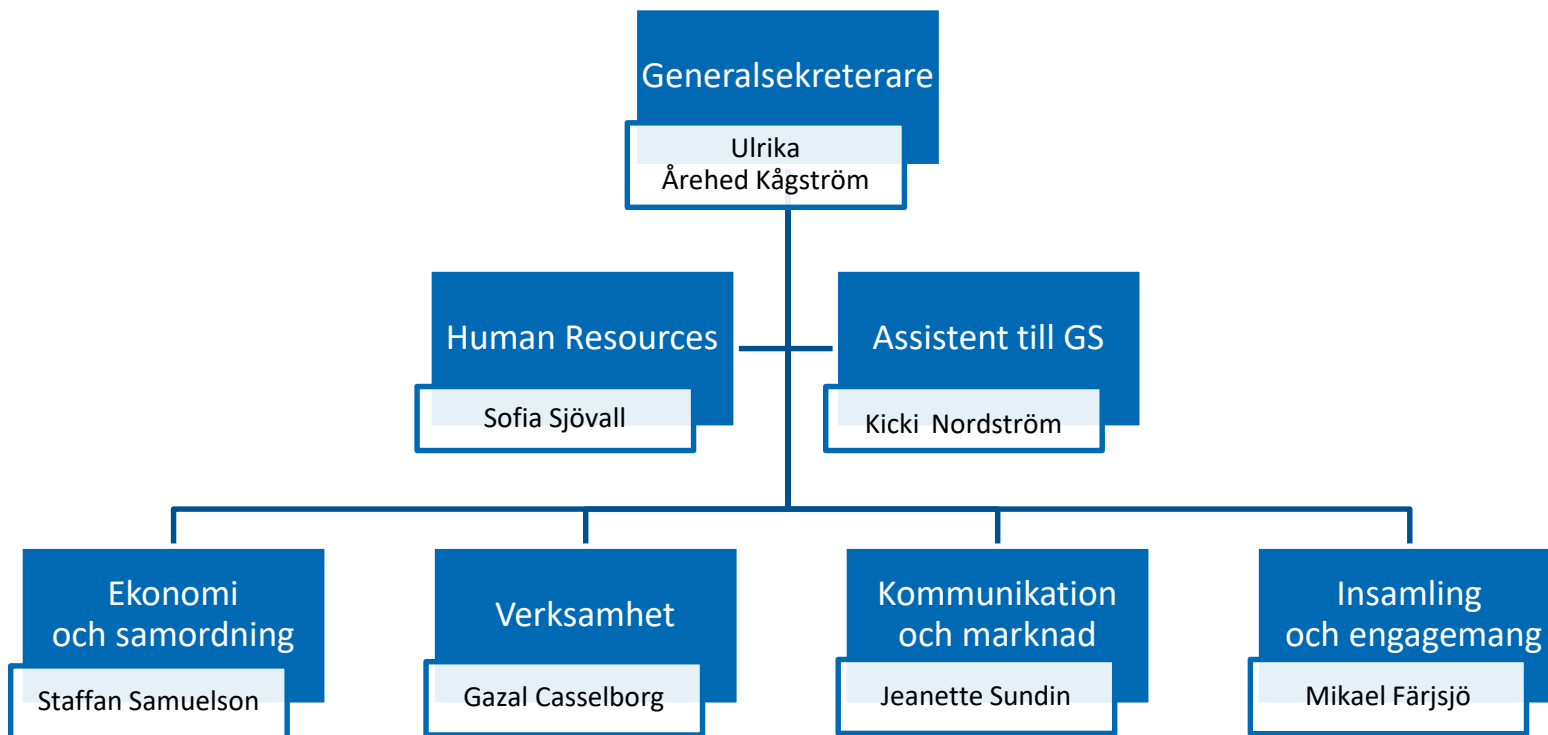 Generalsekreterare
Ulrika
Årehed Kågström
Human Resources
Sofia Sjövall
Assistent till GS
Kicki Nordström
Ekonomi
och samordning
Staffan Samuelson
Verksamhet
Gazal Casselborg
Kommunikation
och marknad
Jeanette Sundin
Insamling
och engagemang
Mikael Färjsjö